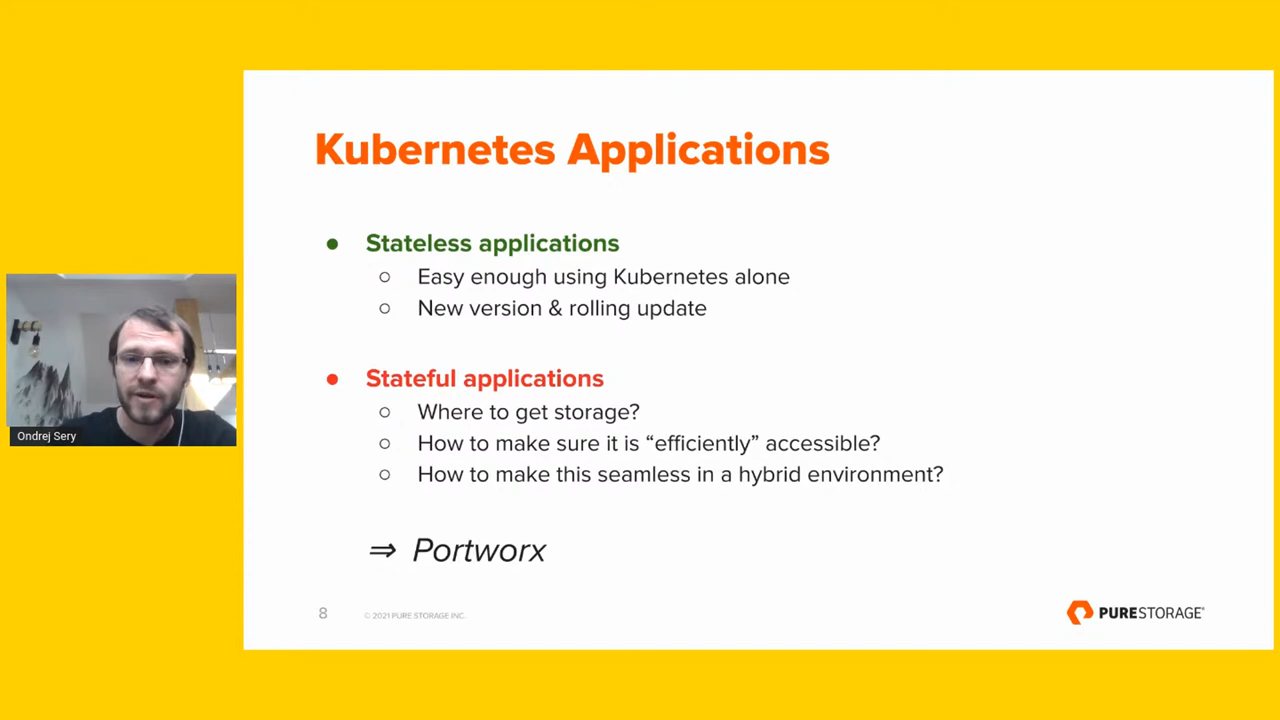 Kubernetes Applications
● Stateless applications
○ Easy enough using Kubernetes alone
○ New version & rolling update
● Stateful applications
○ Where to get storage?
○ How to make sure it is “efficiently” accessible?
○ How to make this seamless in a hybrid environment?
⇒ Portworx
Ondrej Sery
8
© 2021 PURE STORAGE INC.
PURESTORAGE®